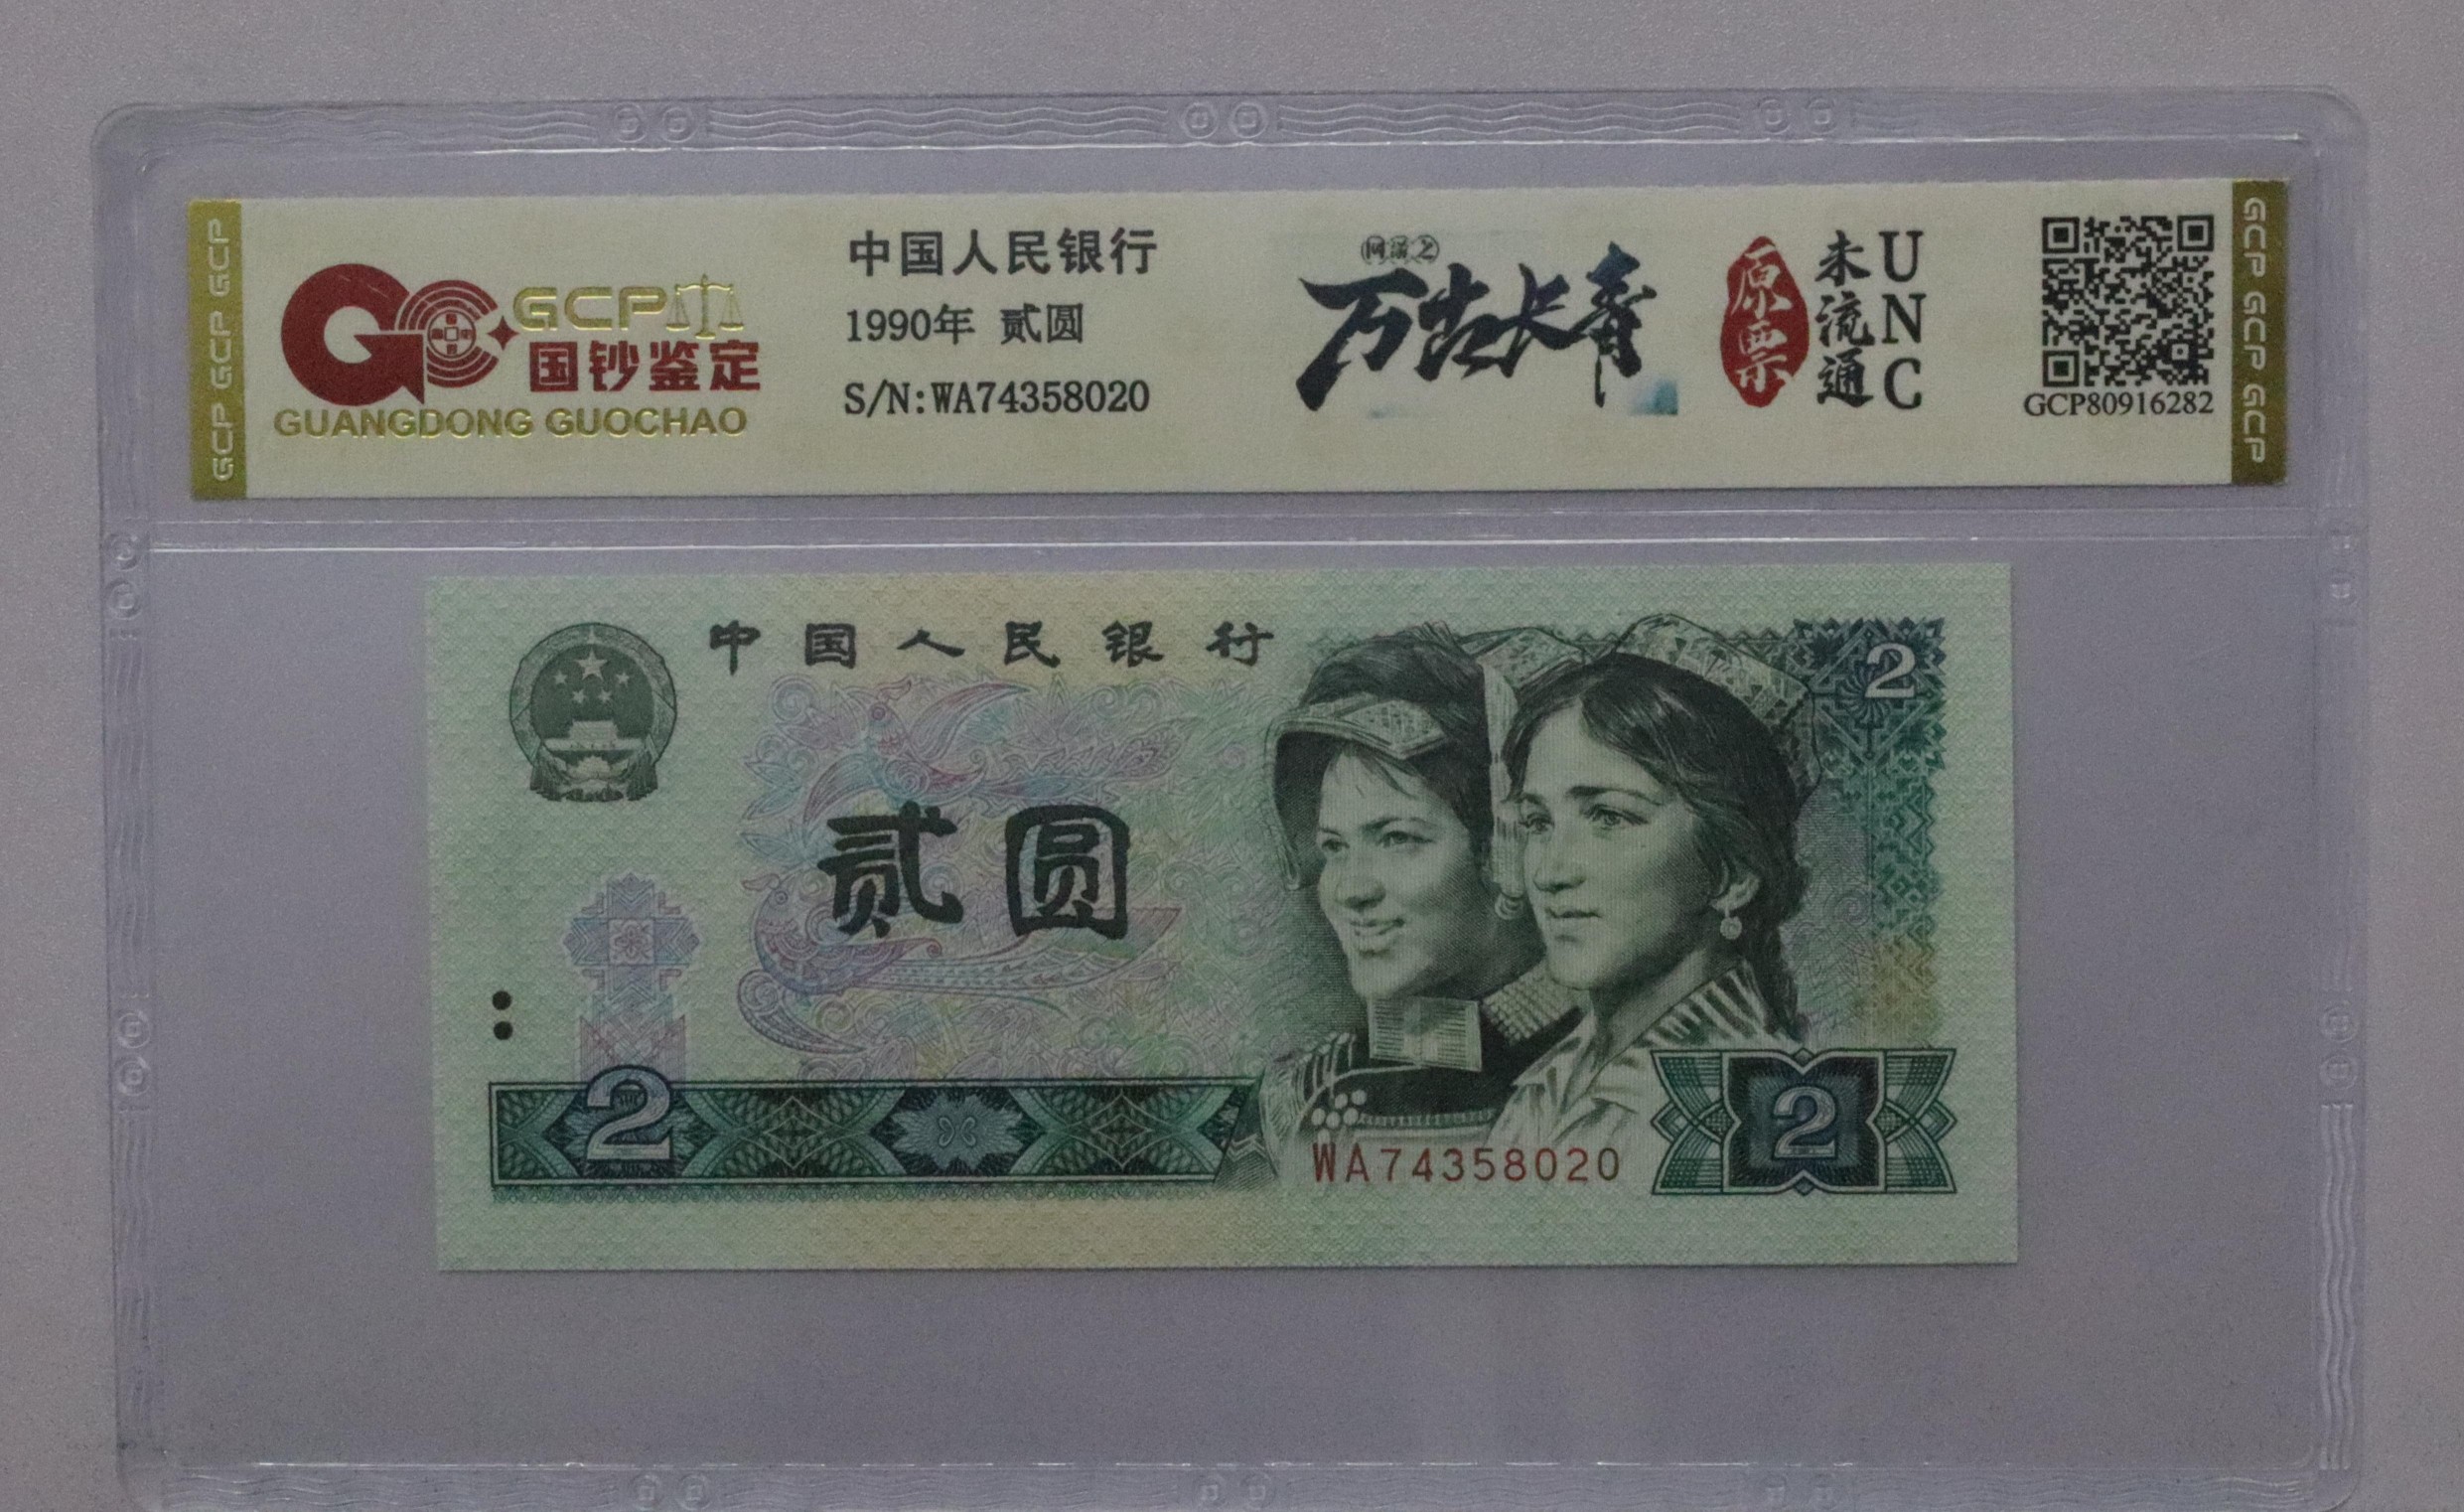 GCP GCP GCP
GCP
国钞鉴定
GUANGDONG GUOCHAO
中国人民银行
1990年 贰圆
S/N:WA74358020
万古长青
原票
未流通
UNC
GCP80916282
GCP GCP GCP GCP
中国人民银行
2
贰圆
2
WA74358020
2